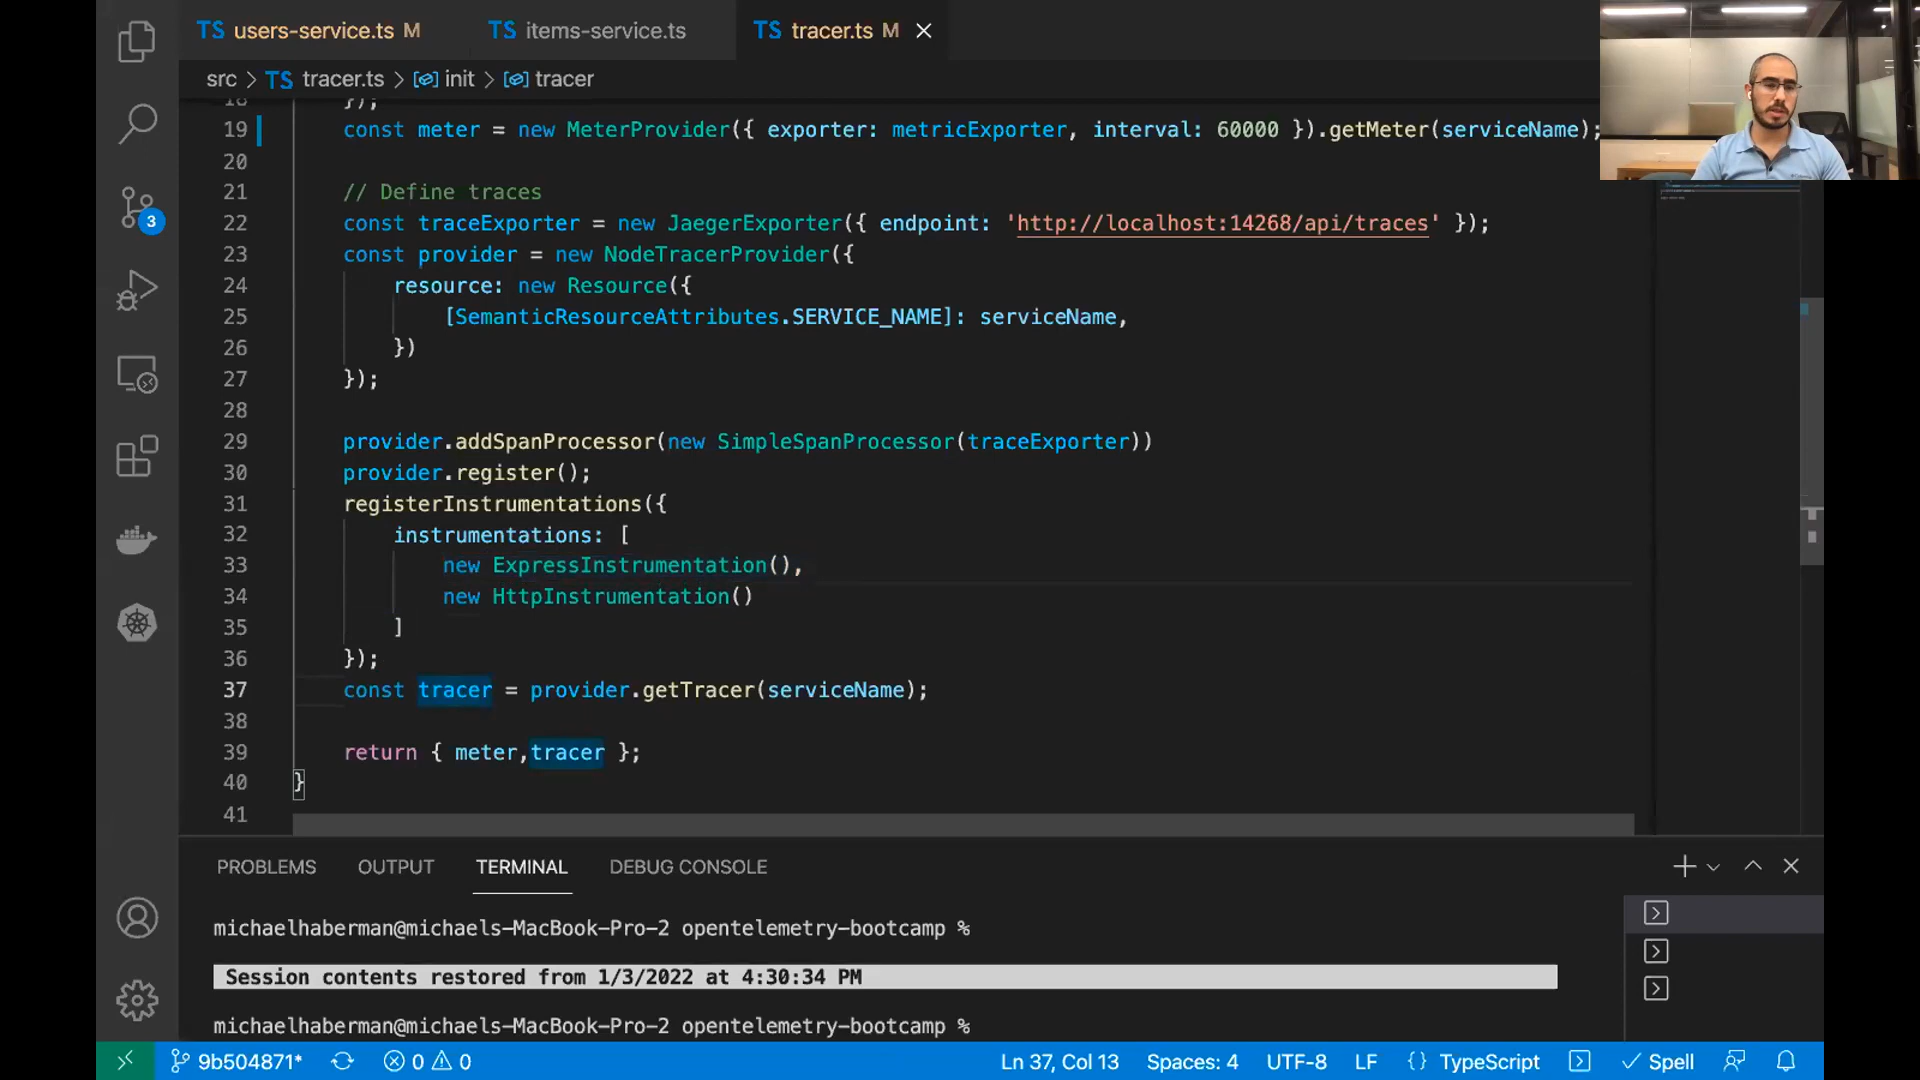 TS users-service.ts M
TS items-service.ts
TS tracer.ts M
src > TS tracer.ts > init > tracer
18 });
19 const meter = new MeterProvider({ exporter: metricExporter, interval: 60000 }).getMeter(serviceName);
20
21 // Define traces
22 const traceExporter = new JaegerExporter({ endpoint: 'http://localhost:14268/api/traces' });
23 const provider = new NodeTracerProvider({
24 resource: new Resource({
25 [SemanticResourceAttributes.SERVICE_NAME]: serviceName,
26 })
27 });
28
29 provider.addSpanProcessor(new SimpleSpanProcessor(traceExporter))
30 provider.register();
31 registerInstrumentations({
32 instrumentations: [
33 new ExpressInstrumentation(),
34 new HttpInstrumentation()
35 ]
36 });
37 const tracer = provider.getTracer(serviceName);
38
39 return { meter,tracer };
40 }
41
3
PROBLEMS OUTPUT TERMINAL DEBUG CONSOLE
michaelhaberman@michaels-MacBook-Pro-2 opentelemetry-bootcamp %
Session contents restored from 1/3/2022 at 4:30:34 PM
michaelhaberman@michaels-MacBook-Pro-2 opentelemetry-bootcamp %
9b504871* 0 0 Ln 37, Col 13 Spaces: 4 UTF-8 LF {} TypeScript Spell